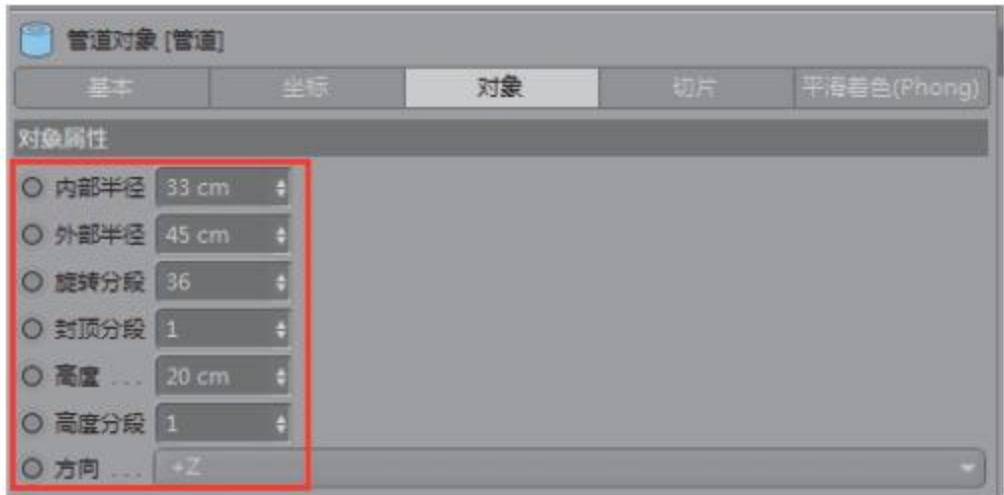 管道对象 [管道]
基本 坐标 对象 切片 平滑着色(Phong)
对象属性
内部半径 33 cm
外部半径 45 cm
旋转分段 36
封顶分段 1
高度 . . . 20 cm
高度分段 1
方向 . . . +Z